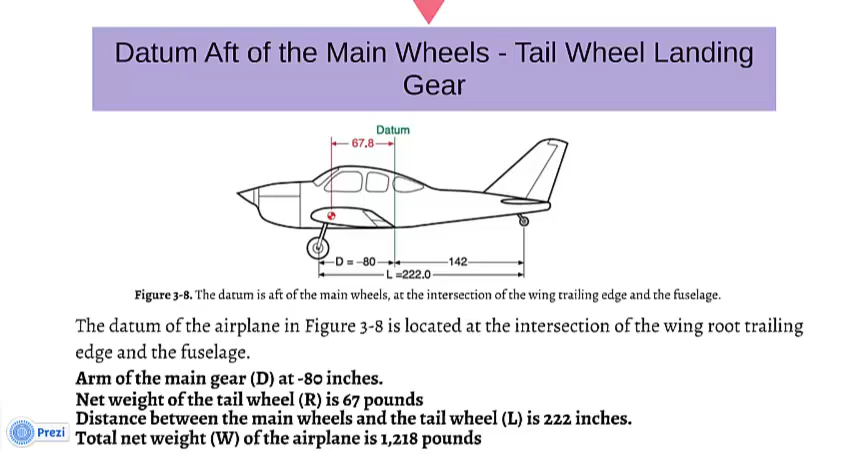 Datum Aft of the Main Wheels - Tail Wheel Landing
Gear
Datum
67.8
D = -80
142
L =222.0
Figure 3-8. The datum is aft of the main wheels, at the intersection of the wing trailing edge and the fuselage.
The datum of the airplane in Figure 3-8 is located at the intersection of the wing root trailing
edge and the fuselage.
Arm of the main gear (D) at -80 inches.
Net weight of the tail wheel (R) is 67 pounds
Distance between the main wheels and the tail wheel (L) is 222 inches.
Total net weight (W) of the airplane is 1,218 pounds
Prezi